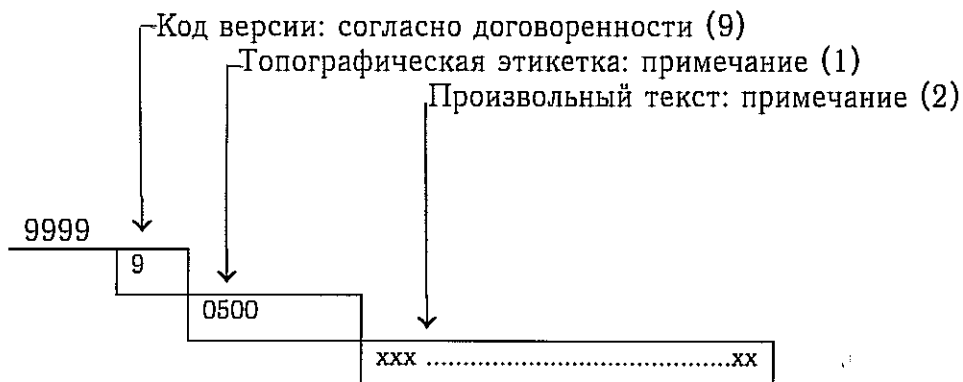 Код версии: согласно договоренности (9)
Топографическая этикетка: примечание (1)
Произвольный текст: примечание (2)
9999
9
0500
xxx .......................................xx